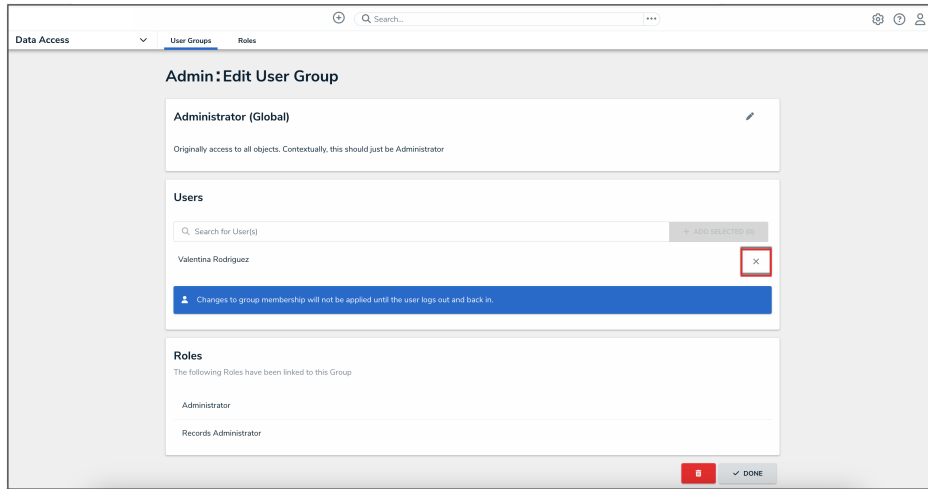 Search...
Data Access
User Groups
Roles
Admin:Edit User Group
Administrator (Global)
Originally access to all objects. Contextually, this should just be Administrator
Users
Search for User(s)
+ ADD SELECTED (0)
Valentina Rodriguez
Changes to group membership will not be applied until the user logs out and back in.
Roles
The following Roles have been linked to this Group
Administrator
Records Administrator
DONE